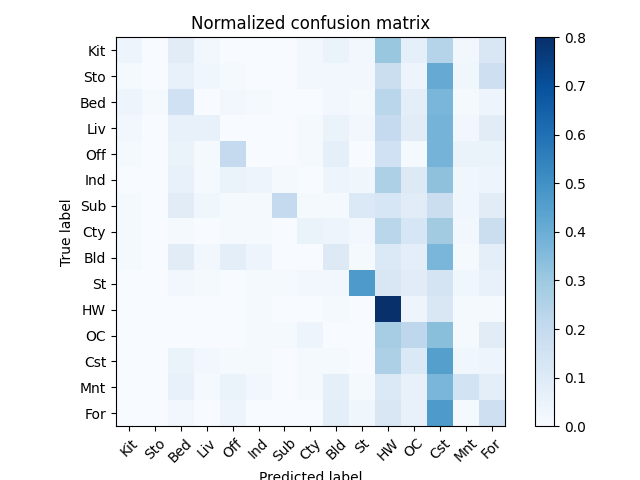 Normalized confusion matrix
True label
Kit
Sto
Bed
Liv
Off
Ind
Sub
Cty
Bld
St
HW
OC
Cst
Mnt
For
Kit Sto Bed Liv Off Ind Sub Cty Bld St HW OC Cst Mnt For
Predicted label
0.8
0.7
0.6
0.5
0.4
0.3
0.2
0.1
0.0